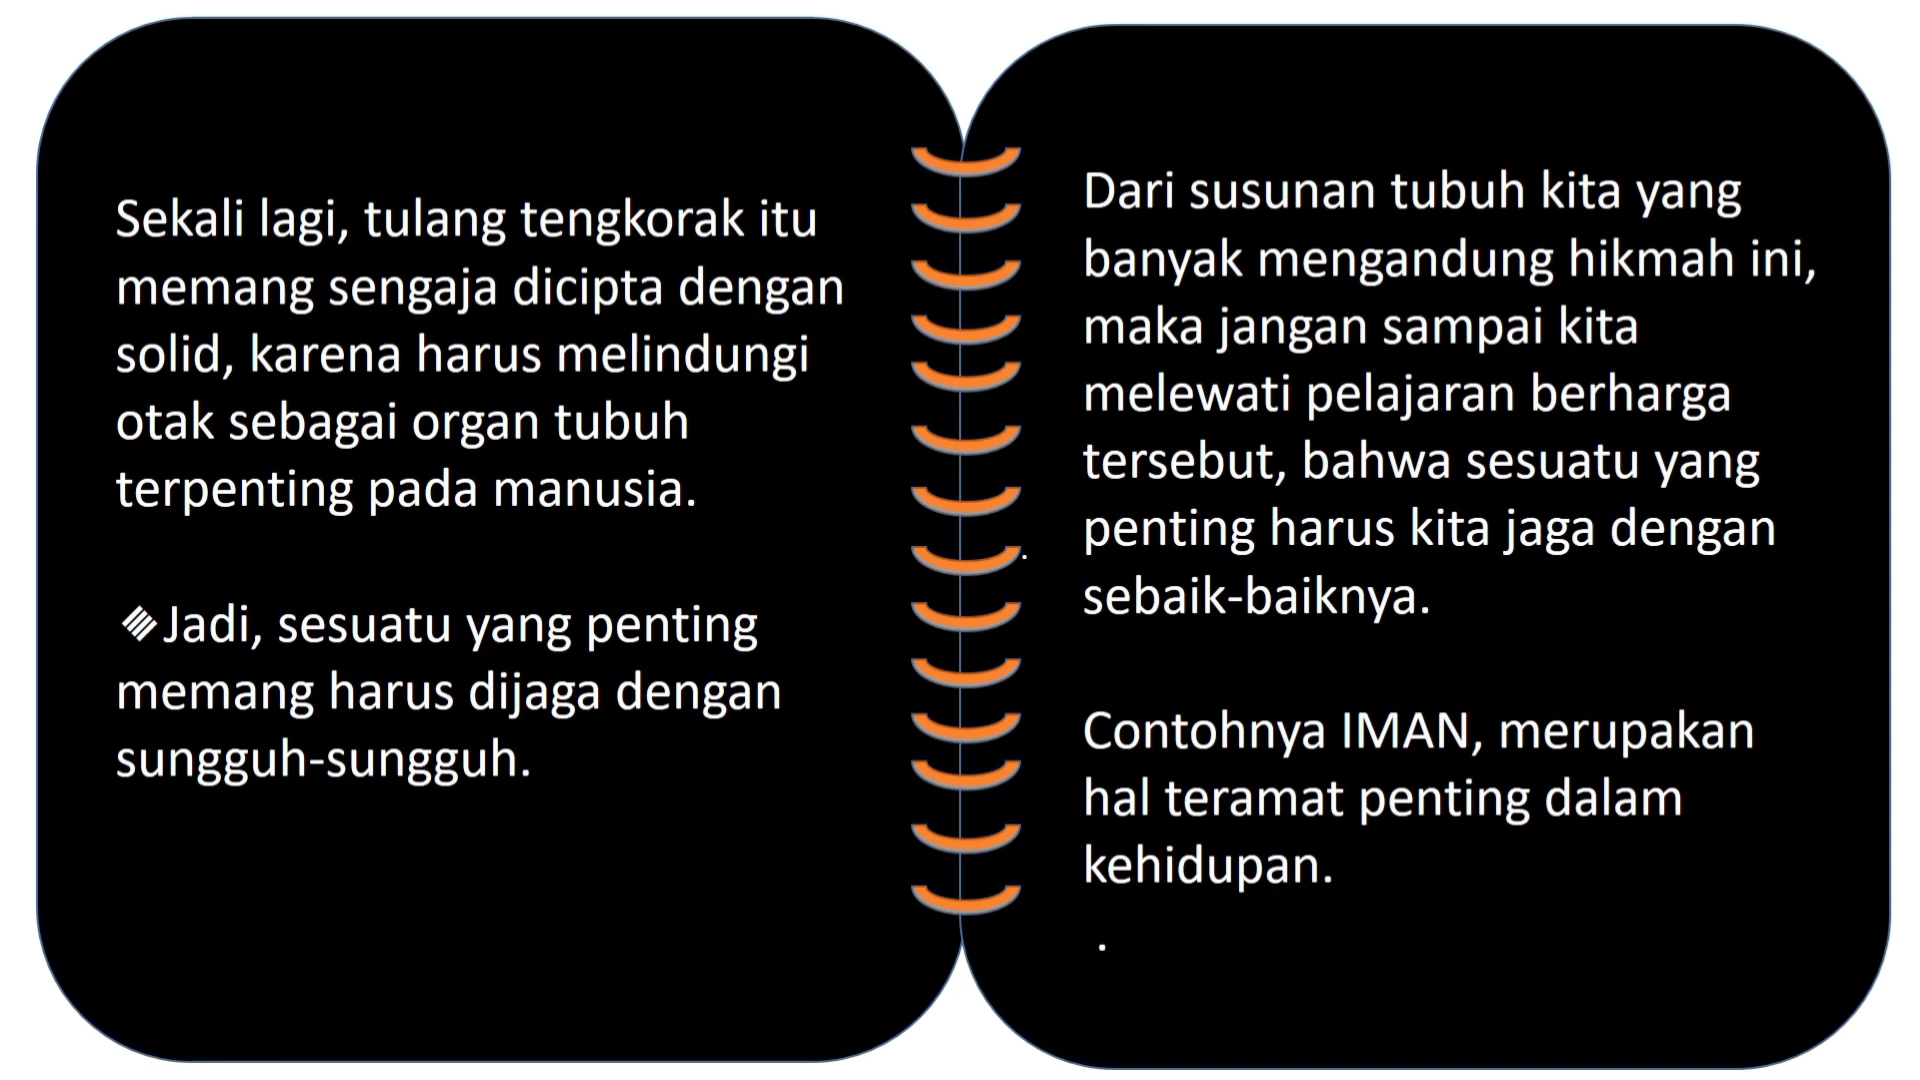 Sekali lagi, tulang tengkorak itu
memang sengaja dicipta dengan
solid, karena harus melindungi
otak sebagai organ tubuh
terpenting pada manusia.
Jadi, sesuatu yang penting
memang harus dijaga dengan
sungguh-sungguh.
.
Dari susunan tubuh kita yang
banyak mengandung hikmah ini,
maka jangan sampai kita
melewati pelajaran berharga
tersebut, bahwa sesuatu yang
penting harus kita jaga dengan
sebaik-baiknya.
Contohnya IMAN, merupakan
hal teramat penting dalam
kehidupan.
.